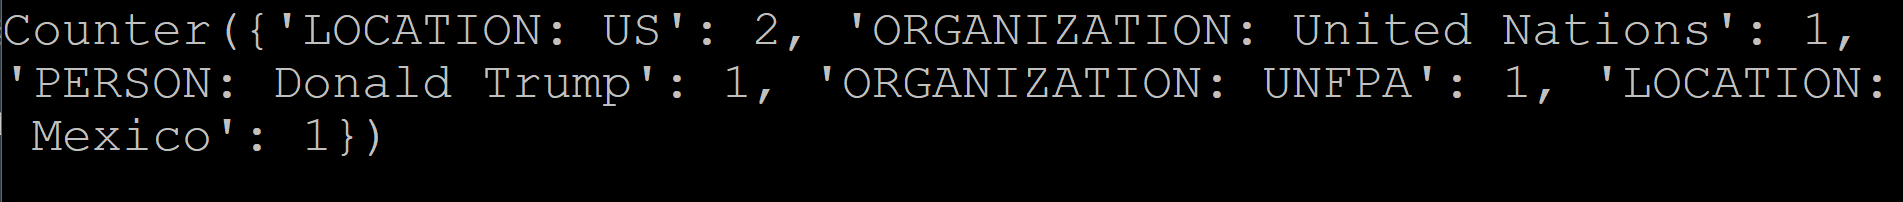 Counter({'LOCATION: US': 2, 'ORGANIZATION: United Nations': 1,
'PERSON: Donald Trump': 1, 'ORGANIZATION: UNFPA': 1, 'LOCATION:
Mexico': 1})